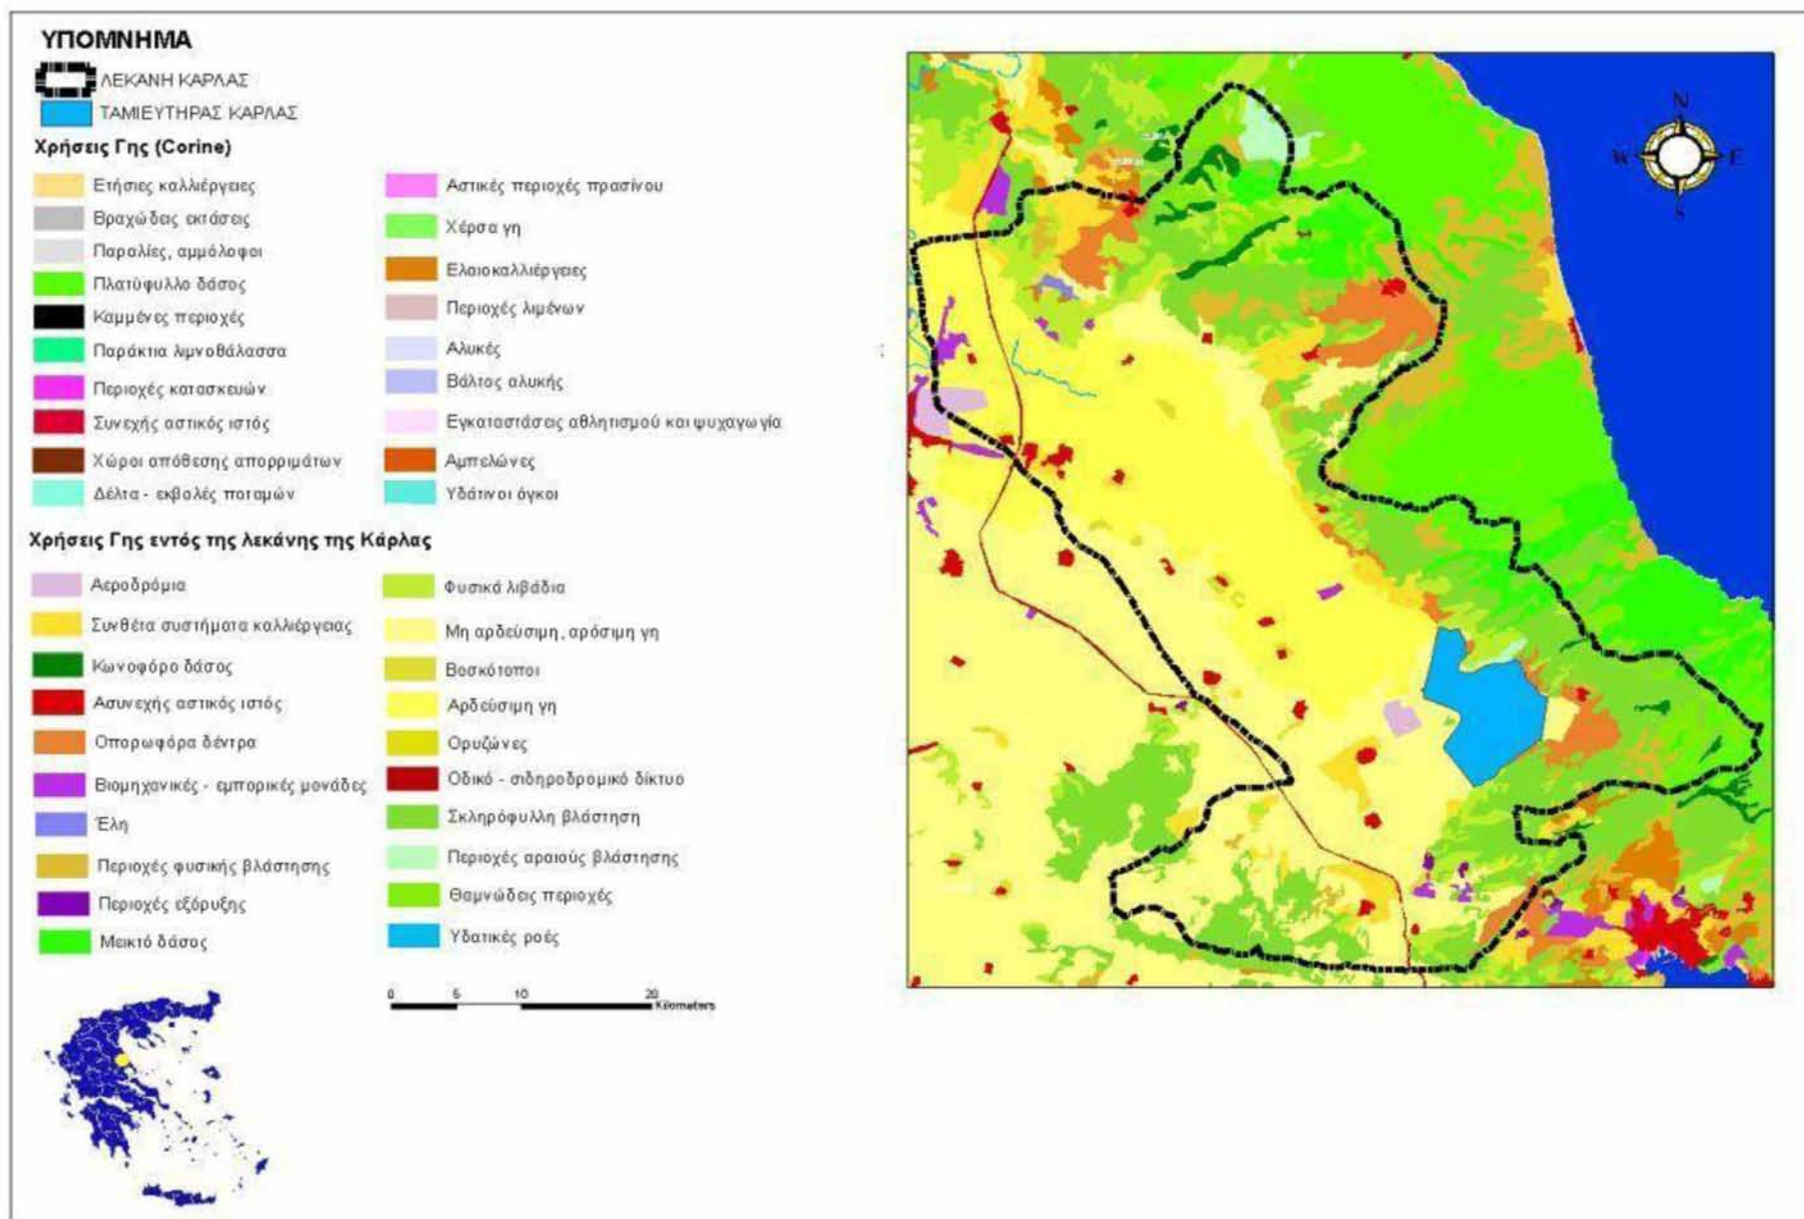 ΥΠΟΜΝΗΜΑ
ΛΕΚΑΝΗ ΚΑΡΛΑΣ
ΤΑΜΙΕΥΤΗΡΑΣ ΚΑΡΛΑΣ
Χρήσεις Γης (Corine)
Ετήσιες καλλιέργειες
Βραχώδεις εκτάσεις
Παραλίες, αμμόλοφοι
Πλατύφυλλο δάσος
Καμμένες περιοχές
Παράκτια λιμνοθάλασσα
Περιοχές κατασκευών
Συνεχής αστικός ιστός
Χώροι απόθεσης απορριμάτων
Δέλτα - εκβολές ποταμών
Αστικές περιοχές πρασίνου
Χέρσα γη
Ελαιοκαλλιέργειες
Περιοχές λιμένων
Αλυκές
Βάλτος αλυκής
Εγκαταστάσεις αθλητισμού και ψυχαγωγία
Αμπελώνες
Υδάτινοι όγκοι
Χρήσεις Γης εντός της λεκάνης της Κάρλας
Αεροδρόμια
Συνθέτα συστήματα καλλιέργειας
Κωνοφόρο δάσος
Ασυνεχής αστικός ιστός
Οπορωφόρα δέντρα
Βιομηχανικές - εμπορικές μονάδες
Έλη
Περιοχές φυσικής βλάστησης
Περιοχές εξόρυξης
Μεικτό δάσος
Φυσικά λιβάδια
Μη αρδεύσιμη, αρόσιμη γη
Βοσκότοποι
Αρδεύσιμη γη
Ορυζώνες
Οδικό - σιδηροδρομικό δίκτυο
Σκληρόφυλλη βλάστηση
Περιοχές αραιούς βλάστησης
Θαμνώδεις περιοχές
Υδατικές ροές
0 5 10 20
Kilometers
N
W E
S